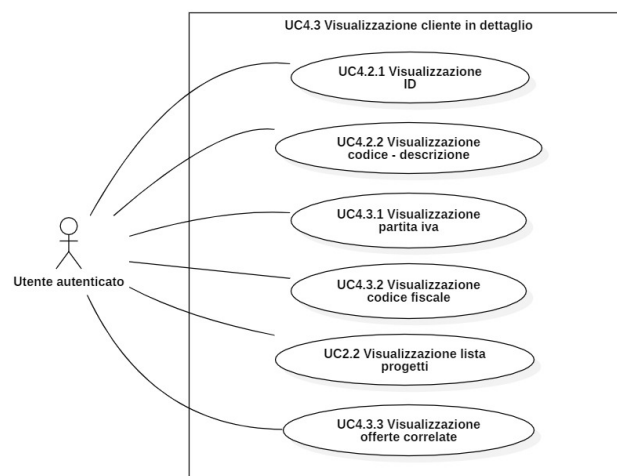 UC4.3 Visualizzazione cliente in dettaglio
UC4.2.1 Visualizzazione
ID
UC4.2.2 Visualizzazione
codice - descrizione
UC4.3.1 Visualizzazione
partita iva
Utente autenticato
UC4.3.2 Visualizzazione
codice fiscale
UC2.2 Visualizzazione lista
progetti
UC4.3.3 Visualizzazione
offerte correlate